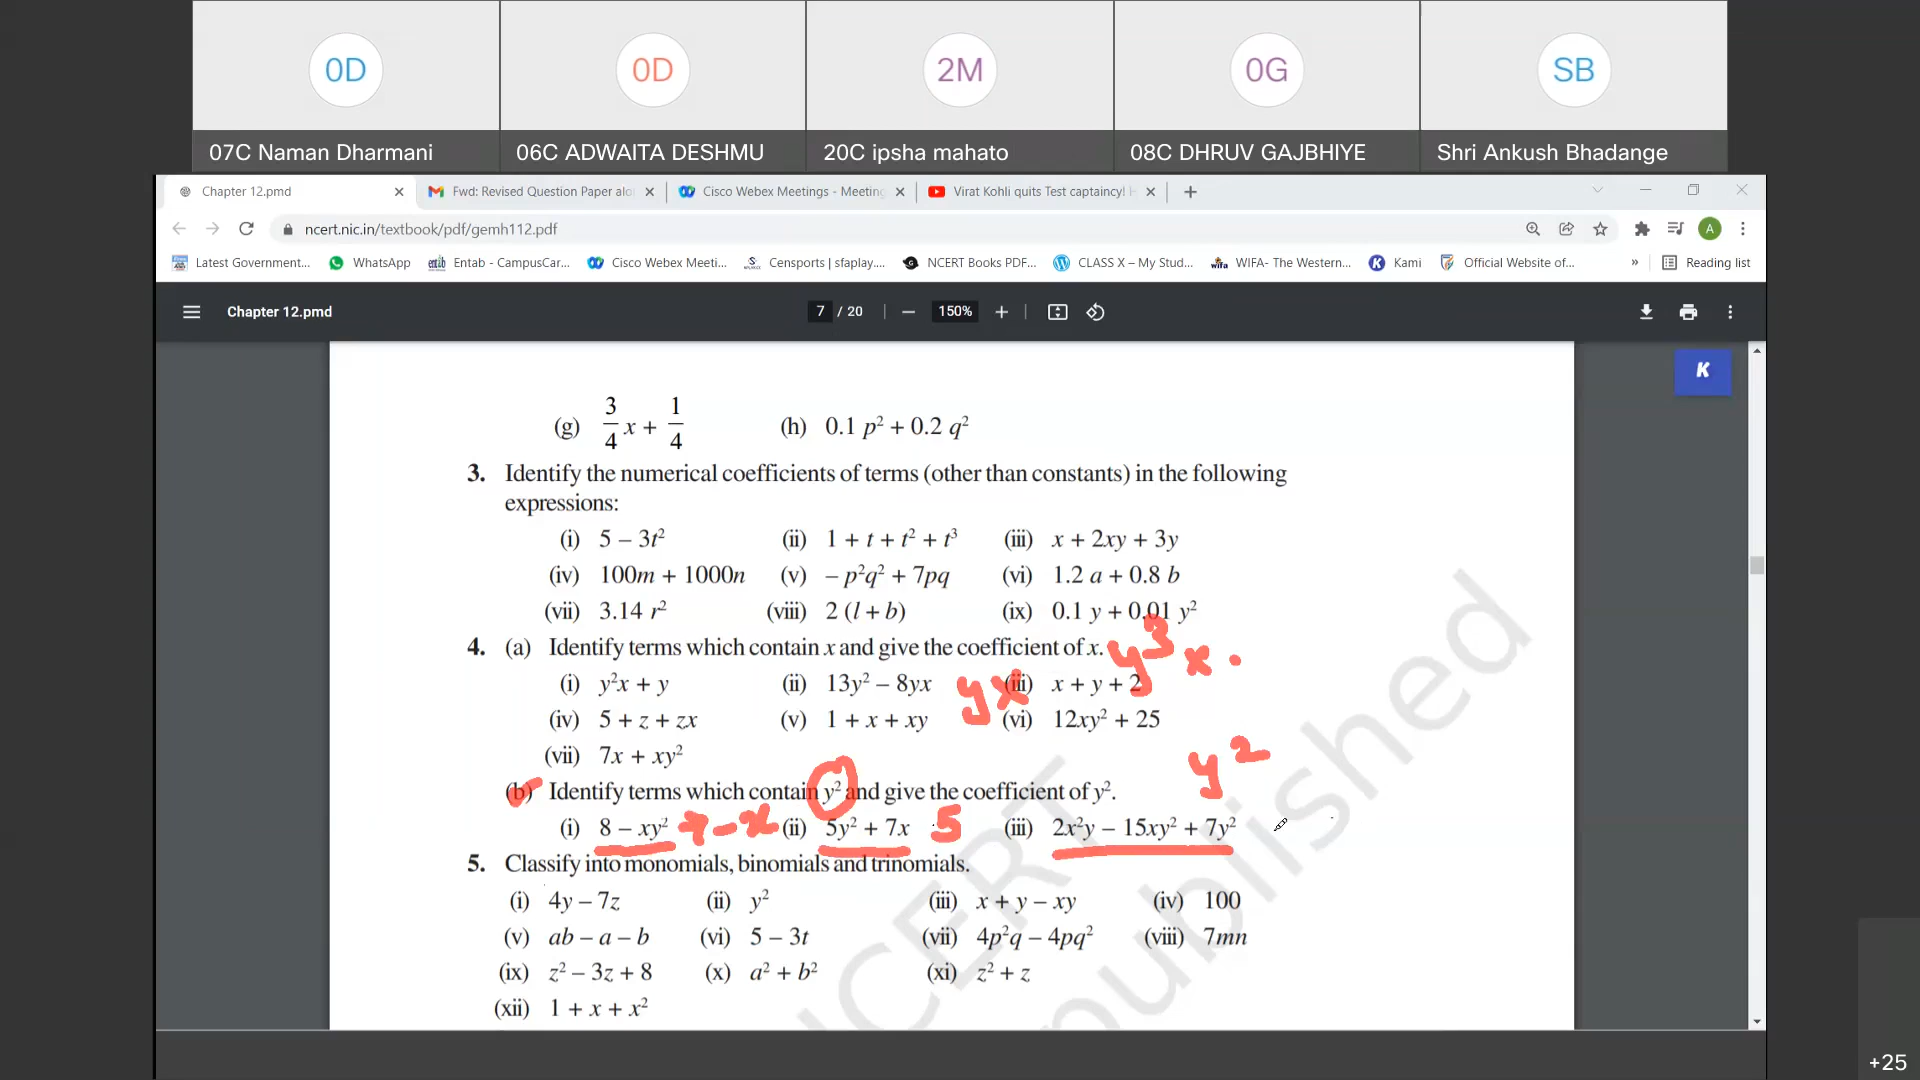 0D 0D 2M 0G SB
07C Naman Dharmani 06C ADWAITA DESHMU 20C ipsha mahato 08C DHRUV GAJBHIYE Shri Ankush Bhadange
Chapter 12.pmd Fwd: Revised Question Paper alo Cisco Webex Meetings - Meeting Virat Kohli quits Test captaincy! H
ncert.nic.in/textbook/pdf/gemh112.pdf A
Latest Government... WhatsApp Entab - CampusCar... Cisco Webex Meeti... Censports | sfaplay.... NCERT Books PDF... CLASS X – My Stud... WIFA- The Western... Kami Official Website of... » Reading list
Chapter 12.pmd 7 / 20 150%
K
(g) 3/4 x + 1/4 (h) 0.1 p² + 0.2 q²
3. Identify the numerical coefficients of terms (other than constants) in the following
expressions:
(i) 5 – 3t² (ii) 1 + t + t² + t³ (iii) x + 2xy + 3y
(iv) 100m + 1000n (v) – p²q² + 7pq (vi) 1.2 a + 0.8 b
(vii) 3.14 r² (viii) 2 (l + b) (ix) 0.1 y + 0.01 y²
4. (a) Identify terms which contain x and give the coefficient of x. y³x.
(i) y²x + y (ii) 13y² – 8yx yx (iii) x + y + 2
(iv) 5 + z + zx (v) 1 + x + xy (vi) 12xy² + 25
(vii) 7x + xy²
y²
(b) Identify terms which contain y² and give the coefficient of y².
(i) 8 – xy² – x (ii) 5y² + 7x 5 (iii) 2x²y – 15xy² + 7y²
5. Classify into monomials, binomials and trinomials.
(i) 4y – 7z (ii) y² (iii) x + y – xy (iv) 100
(v) ab – a – b (vi) 5 – 3t (vii) 4p²q – 4pq² (viii) 7mn
(ix) z² – 3z + 8 (x) a² + b² (xi) z² + z
(xii) 1 + x + x²
NCERT
published
+25